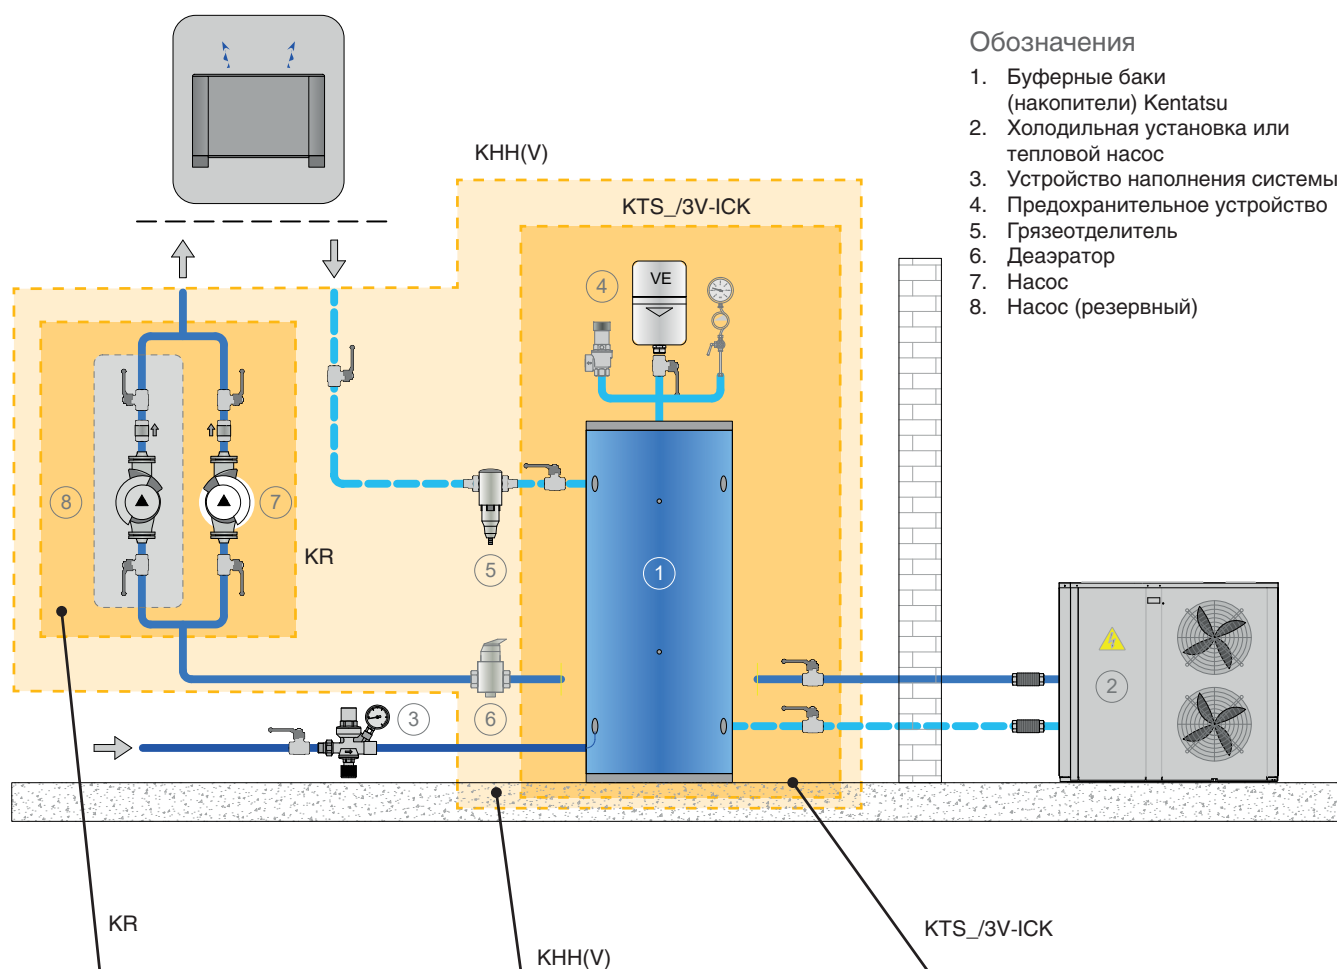 Обозначения
1. Буферные баки
(накопители) Kentatsu
2. Холодильная установка или
тепловой насос
3. Устройство наполнения системы
4. Предохранительное устройство
5. Грязеотделитель
6. Деаэратор
7. Насос
8. Насос (резервный)
KHH(V)
KTS_/3V-ICK
4
VE
8
7
KR
5
1
2
3
6
KR
KHH(V)
KTS_/3V-ICK